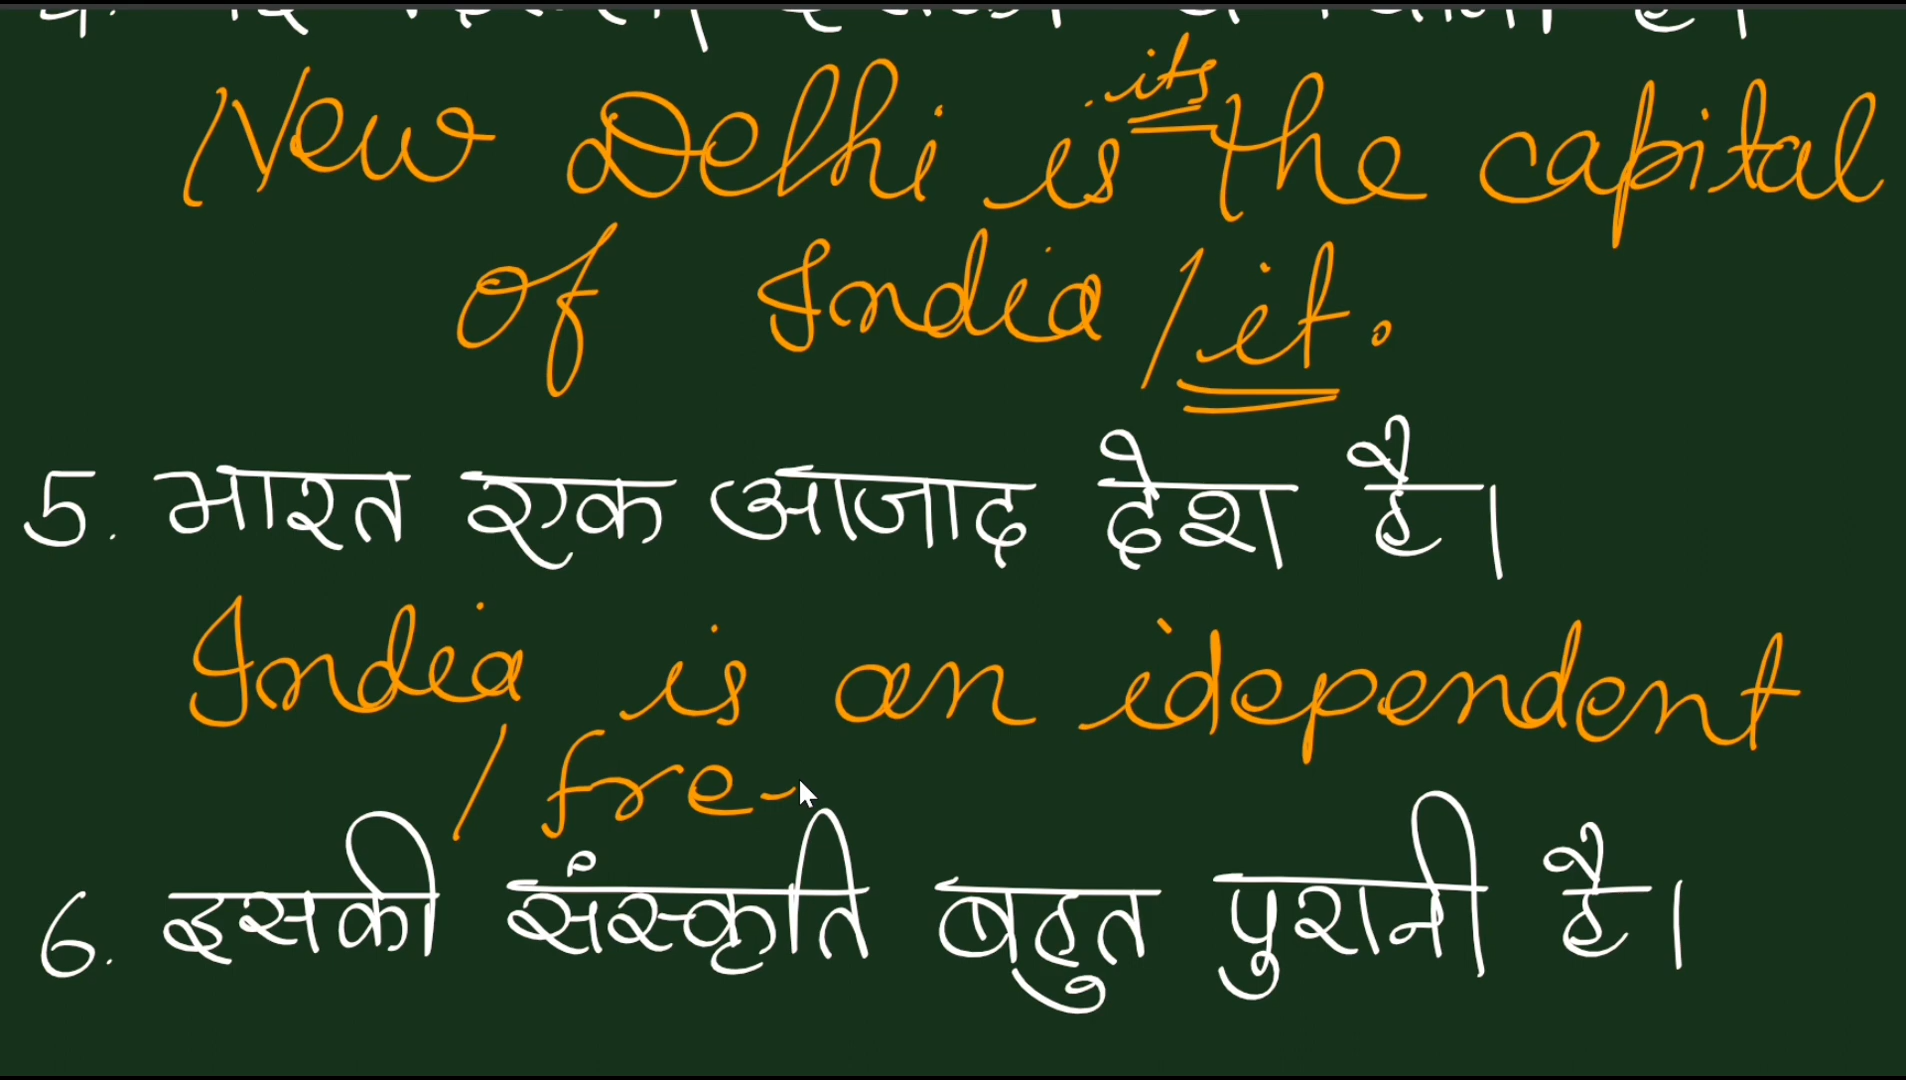 its
New Delhi is the capital
of India / it.
5. भारत एक आजाद देश है।
India is an idependent
/ fre-
6. इसकी संस्कृति बहुत पुरानी है।